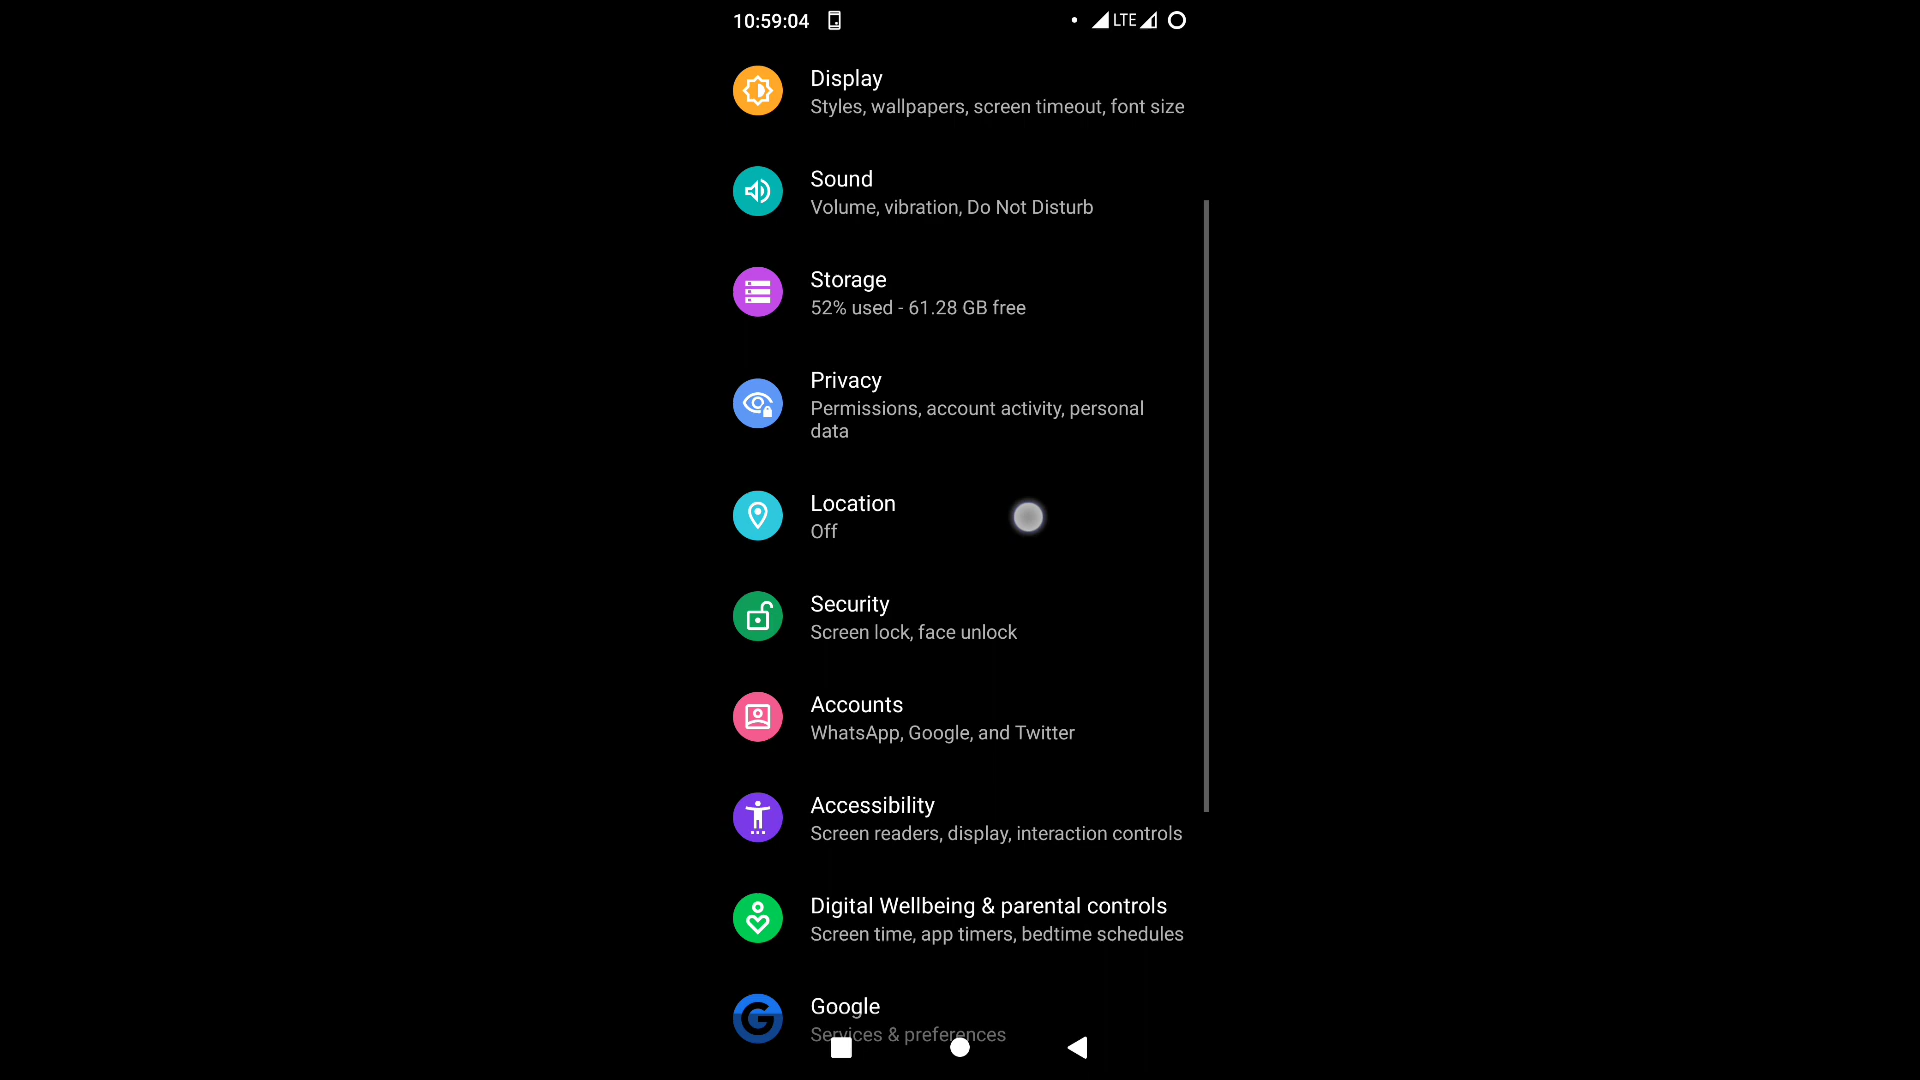 10:59:04
LTE
Display
Styles, wallpapers, screen timeout, font size
Sound
Volume, vibration, Do Not Disturb
Storage
52% used - 61.28 GB free
Privacy
Permissions, account activity, personal
data
Location
Off
Security
Screen lock, face unlock
Accounts
WhatsApp, Google, and Twitter
Accessibility
Screen readers, display, interaction controls
Digital Wellbeing & parental controls
Screen time, app timers, bedtime schedules
Google
Services & preferences